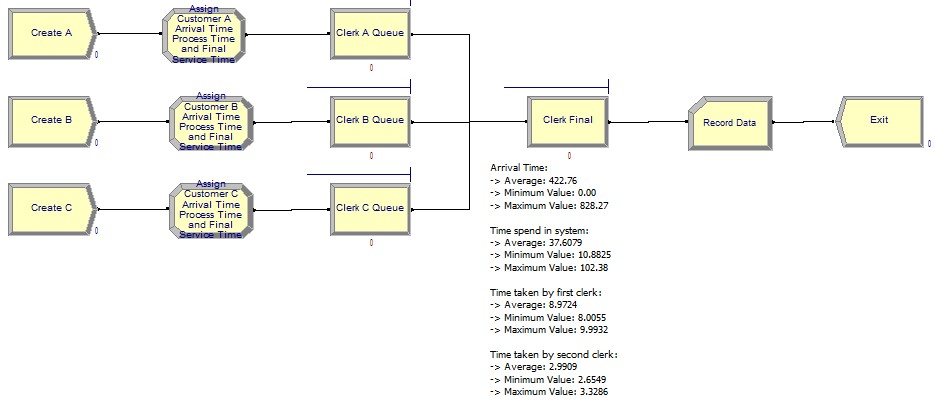 Create A
0
Assign
Customer A
Arrival Time
Process Time
and Final
Service Time
Clerk A Queue
0
Create B
0
Assign
Customer B
Arrival Time
Process Time
and Final
Service Time
Clerk B Queue
0
Clerk Final
0
Record Data
Exit
0
Create C
0
Assign
Customer C
Arrival Time
Process Time
and Final
Service Time
Clerk C Queue
0
Arrival Time:
-> Average: 422.76
-> Minimum Value: 0.00
-> Maximum Value: 828.27
Time spend in system:
-> Average: 37.6079
-> Minimum Value: 10.8825
-> Maximum Value: 102.38
Time taken by first clerk:
-> Average: 8.9724
-> Minimum Value: 8.0055
-> Maximum Value: 9.9932
Time taken by second clerk:
-> Average: 2.9909
-> Minimum Value: 2.6549
-> Maximum Value: 3.3286